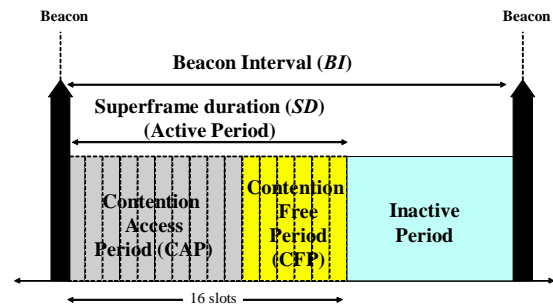 Beacon
Beacon
Beacon Interval (BI)
Superframe duration (SD)
(Active Period)
Contention
Access
Period (CAP)
Contention
Free
Period
(CFP)
Inactive
Period
16 slots